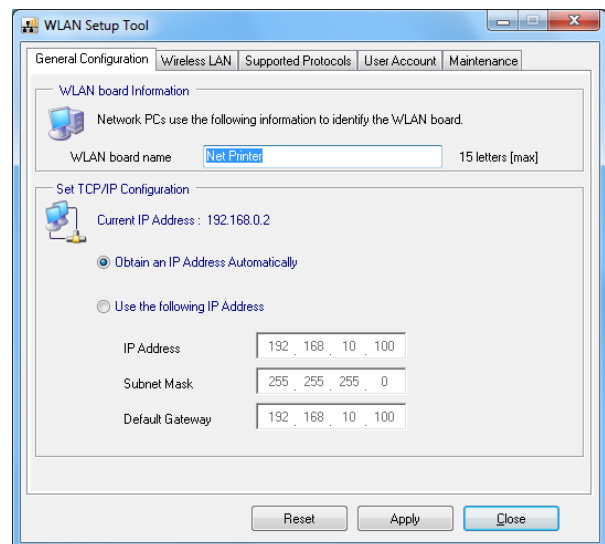 WLAN Setup Tool
General Configuration Wireless LAN Supported Protocols User Account Maintenance
WLAN board Information
Network PCs use the following information to identify the WLAN board.
WLAN board name Net Printer 15 letters [max]
Set TCP/IP Configuration
Current IP Address : 192.168.0.2
Obtain an IP Address Automatically
Use the following IP Address
IP Address 192 . 168 . 10 . 100
Subnet Mask 255 . 255 . 255 . 0
Default Gateway 192 . 168 . 10 . 100
Reset Apply Close